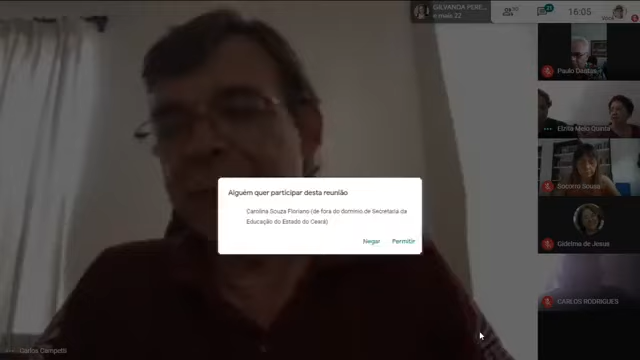 GILVANDA PERE...
e mais 22
16:05
Você
Paulo Dantas
Estila Melo Quinta
Socorro Sousa
Gidelma de Jesus
CARLOS RODRIGUES
Alguém quer participar desta reunião
Carolina Souza Floriano (de fora do domínio de Secretaria da
Educação do Estado do Ceará)
Negar
Permitir
Carlos Campetti